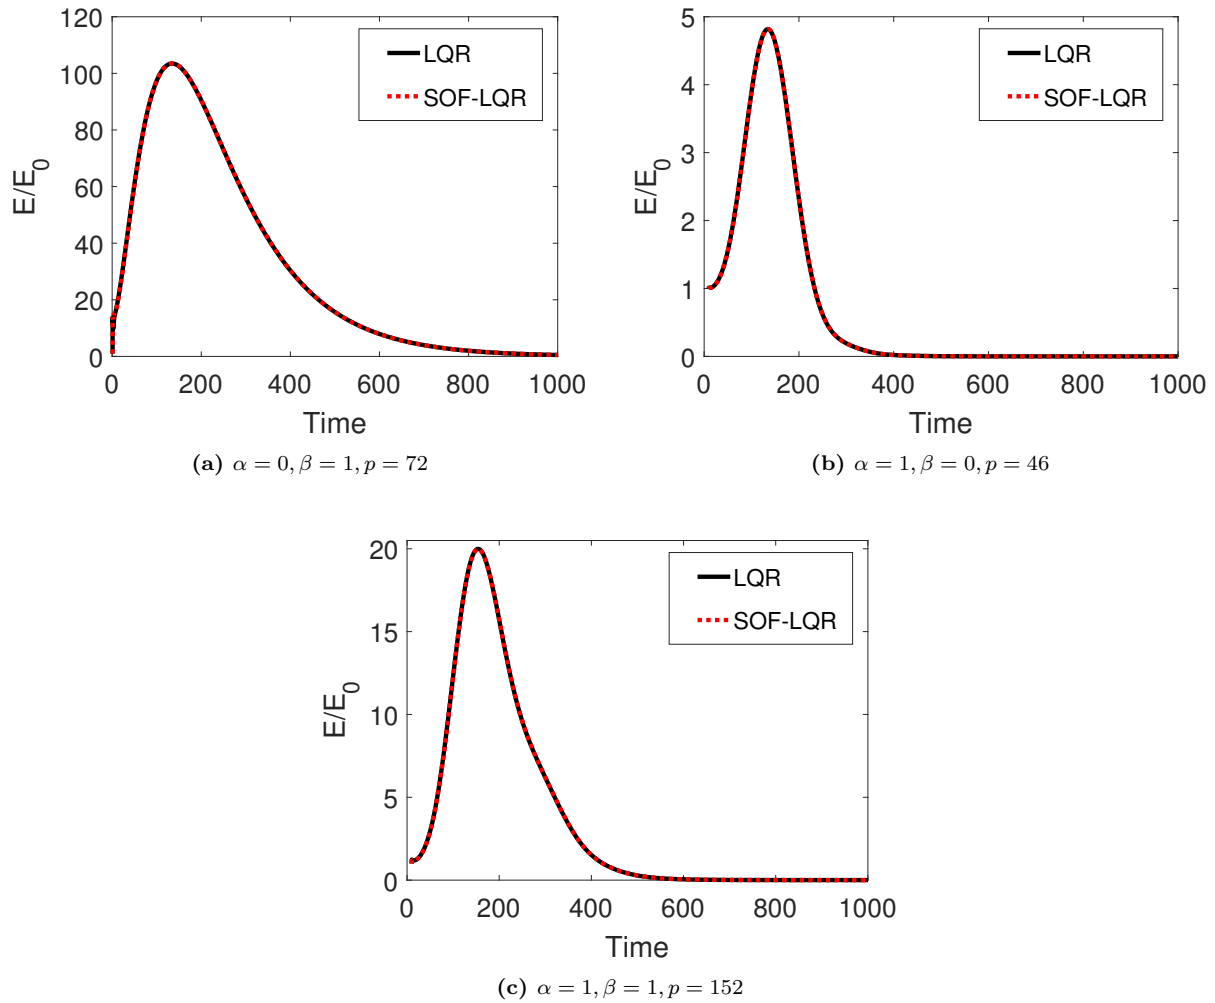 120
100
80
60
40
20
0
E/E₀
LQR
SOF-LQR
0 200 400 600 800 1000
Time
(a) α = 0, β = 1, p = 72
5
4
3
2
1
0
E/E₀
LQR
SOF-LQR
0 200 400 600 800 1000
Time
(b) α = 1, β = 0, p = 46
20
15
10
5
0
E/E₀
LQR
SOF-LQR
0 200 400 600 800 1000
Time
(c) α = 1, β = 1, p = 152